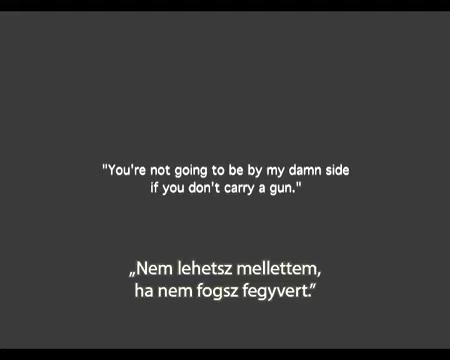 "You're not going to be by my damn side
if you don't carry a gun."
„Nem lehetsz mellettem,
ha nem fogsz fegyvert.”